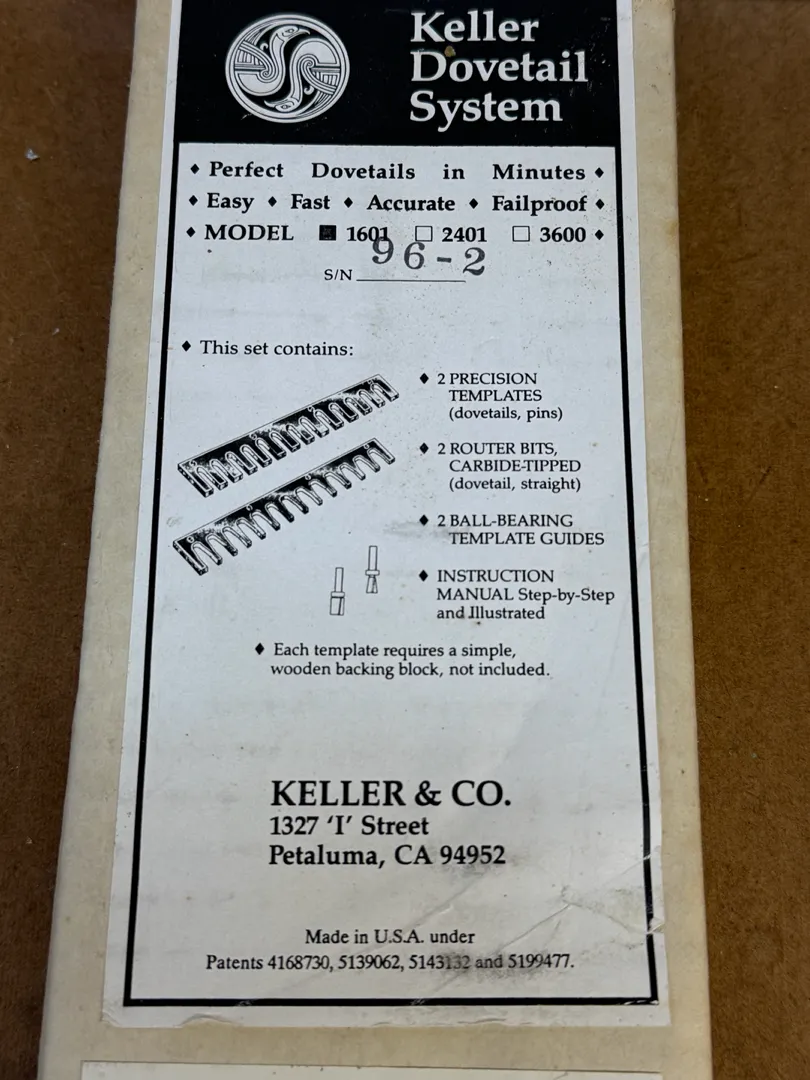 Keller
Dovetail
System
♦ Perfect Dovetails in Minutes ♦
♦ Easy ♦ Fast ♦ Accurate ♦ Failproof ♦
♦ MODEL ■ 1601 □ 2401 □ 3600 ♦
96-2
S/N
♦ This set contains:
♦ 2 PRECISION
TEMPLATES
(dovetails, pins)
♦ 2 ROUTER BITS,
CARBIDE-TIPPED
(dovetail, straight)
♦ 2 BALL-BEARING
TEMPLATE GUIDES
♦ INSTRUCTION
MANUAL Step-by-Step
and Illustrated
♦ Each template requires a simple,
wooden backing block, not included.
KELLER & CO.
1327 ‘I’ Street
Petaluma, CA 94952
Made in U.S.A. under
Patents 4168730, 5139062, 5143132 and 5199477.